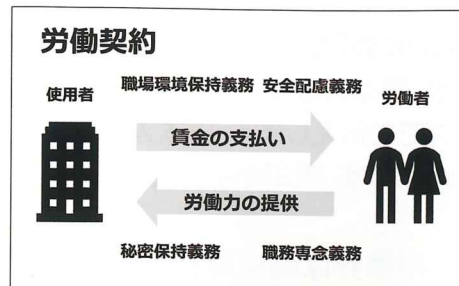 労働契約
職場環境保持義務 安全配慮義務
使用者
労働者
賃金の支払い
労働力の提供
秘密保持義務 職務専念義務